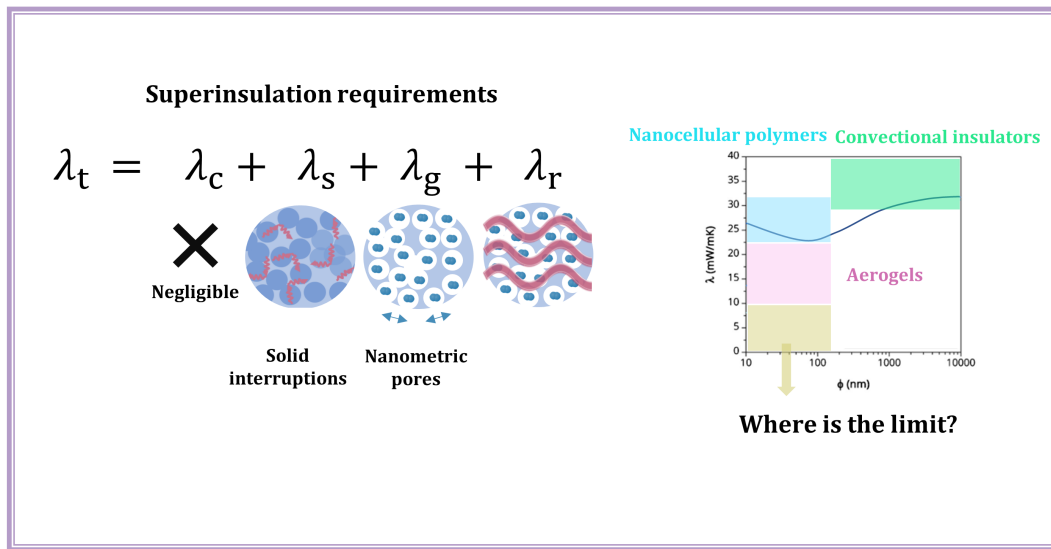 Superinsulation requirements
λt = λc + λs + λg + λr
Negligible
Solid
interruptions
Nanometric
pores
Nanocellular polymers
Convectional insulators
40
35
30
25
20
15
10
5
0
λ (mW/mK)
Aerogels
10
100
1000
10000
ϕ (nm)
Where is the limit?